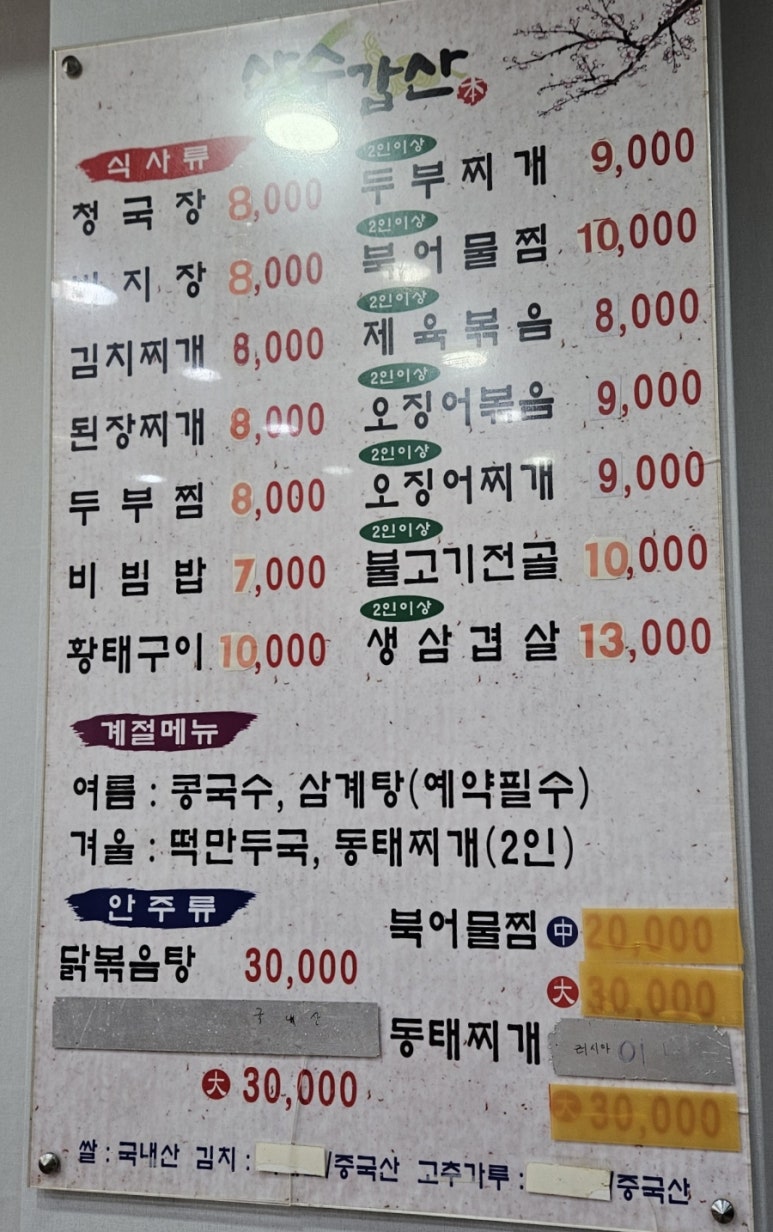 산수갑산 本
식사류
청국장 8,000
비지장 8,000
김치찌개 8,000
된장찌개 8,000
두부찜 8,000
비빔밥 7,000
황태구이 10,000
2인이상
두부찌개 9,000
2인이상
북어물찜 10,000
2인이상
제육볶음 8,000
2인이상
오징어볶음 9,000
2인이상
오징어찌개 9,000
2인이상
불고기전골 10,000
2인이상
생삼겹살 13,000
계절메뉴
여름 : 콩국수, 삼계탕(예약필수)
겨울 : 떡만두국, 동태찌개(2인)
안주류
닭볶음탕 30,000
국내산
大 30,000
북어물찜 中 20,000
大 30,000
동태찌개 러시아
大 30,000
쌀 : 국내산 김치 : /중국산 고추가루 : /중국산